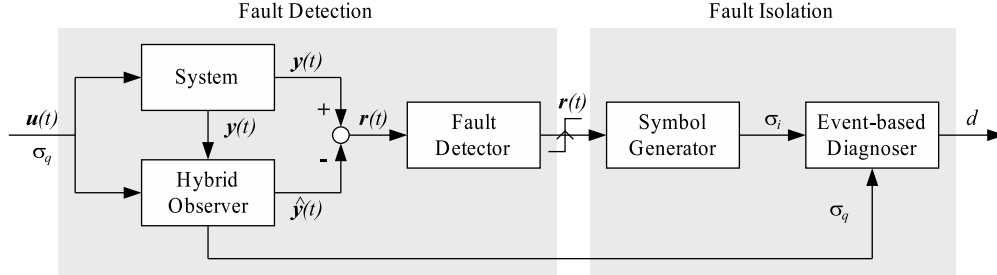 Fault Detection
Fault Isolation
u(t)
σq
System
y(t)
y(t)
Hybrid
Observer
ŷ(t)
+
-
r(t)
Fault
Detector
r(t)
Symbol
Generator
σi
Event-based
Diagnoser
d
σq